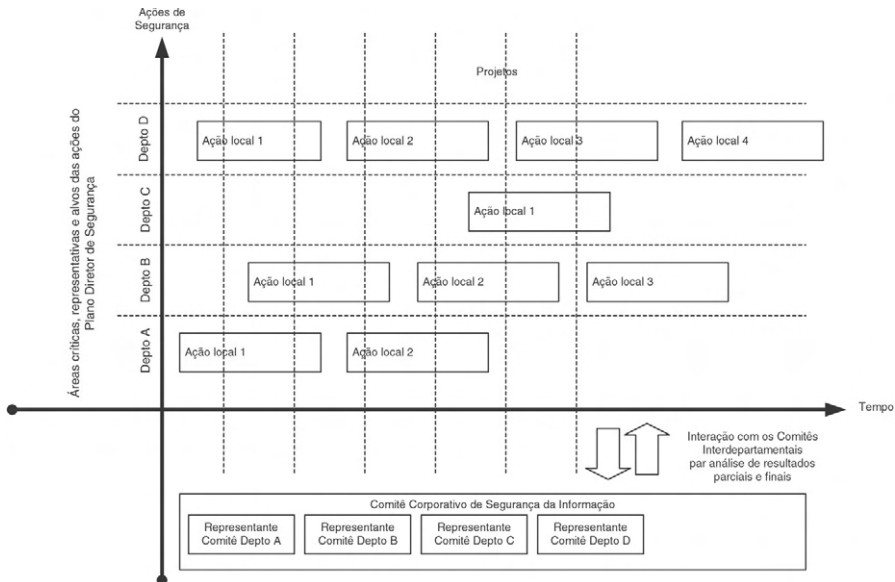 Ações de
Segurança
Projetos
Áreas críticas, representativas e alvos das ações do
Plano Diretor de Segurança
Depto D
Ação local 1
Ação local 2
Ação local 3
Ação local 4
Depto C
Ação local 1
Depto B
Ação local 1
Ação local 2
Ação local 3
Depto A
Ação local 1
Ação local 2
Tempo
Interação com os Comitês
Interdepartamentais
par análise de resultados
parciais e finais
Comitê Corporativo de Segurança da Informação
Representante
Comitê Depto A
Representante
Comitê Depto B
Representante
Comitê Depto C
Representante
Comitê Depto D